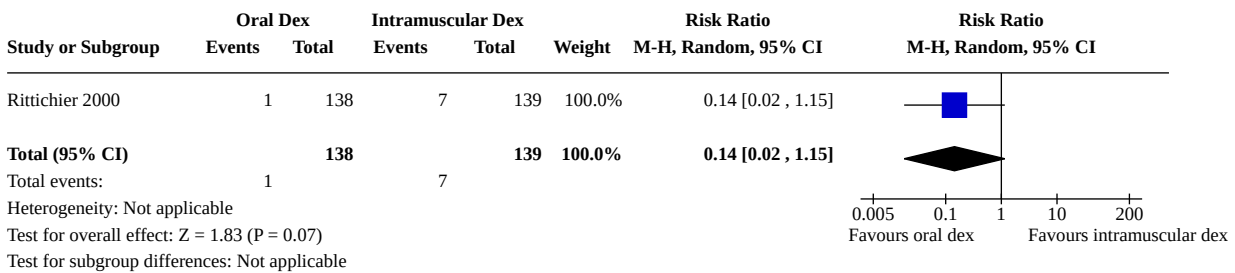 Oral Dex Intramuscular Dex Risk Ratio Risk Ratio
Study or Subgroup Events Total Events Total Weight M-H, Random, 95% CI M-H, Random, 95% CI
Rittichier 2000 1 138 7 139 100.0% 0.14 [0.02 , 1.15]
Total (95% CI) 138 139 100.0% 0.14 [0.02 , 1.15]
Total events: 1 7
Heterogeneity: Not applicable
0.005 0.1 1 10 200
Test for overall effect: Z = 1.83 (P = 0.07)
Favours oral dex Favours intramuscular dex
Test for subgroup differences: Not applicable